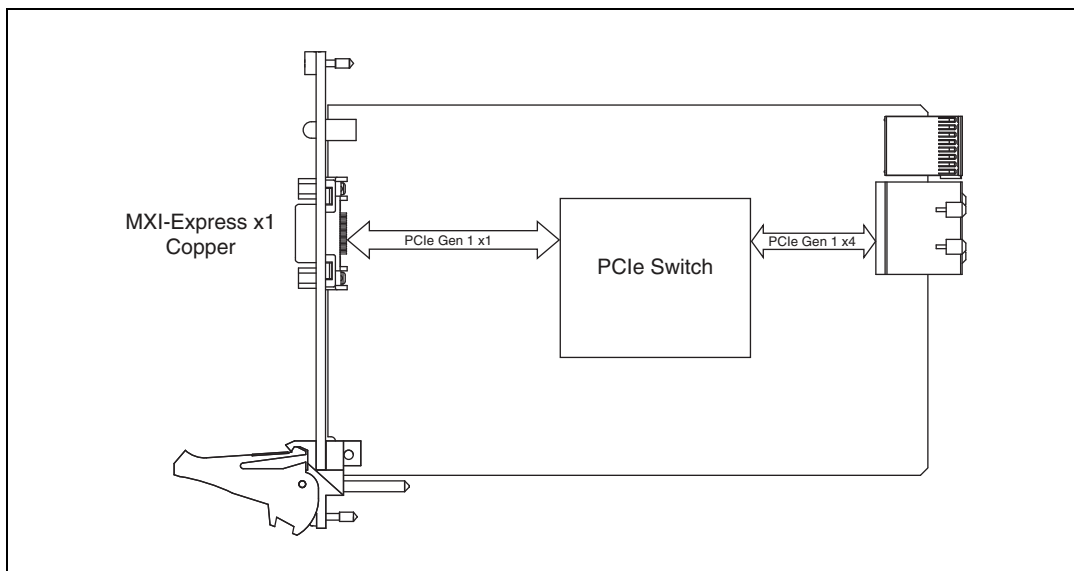 MXI-Express x1
Copper
PCIe Gen 1 x1
PCIe Switch
PCIe Gen 1 x4